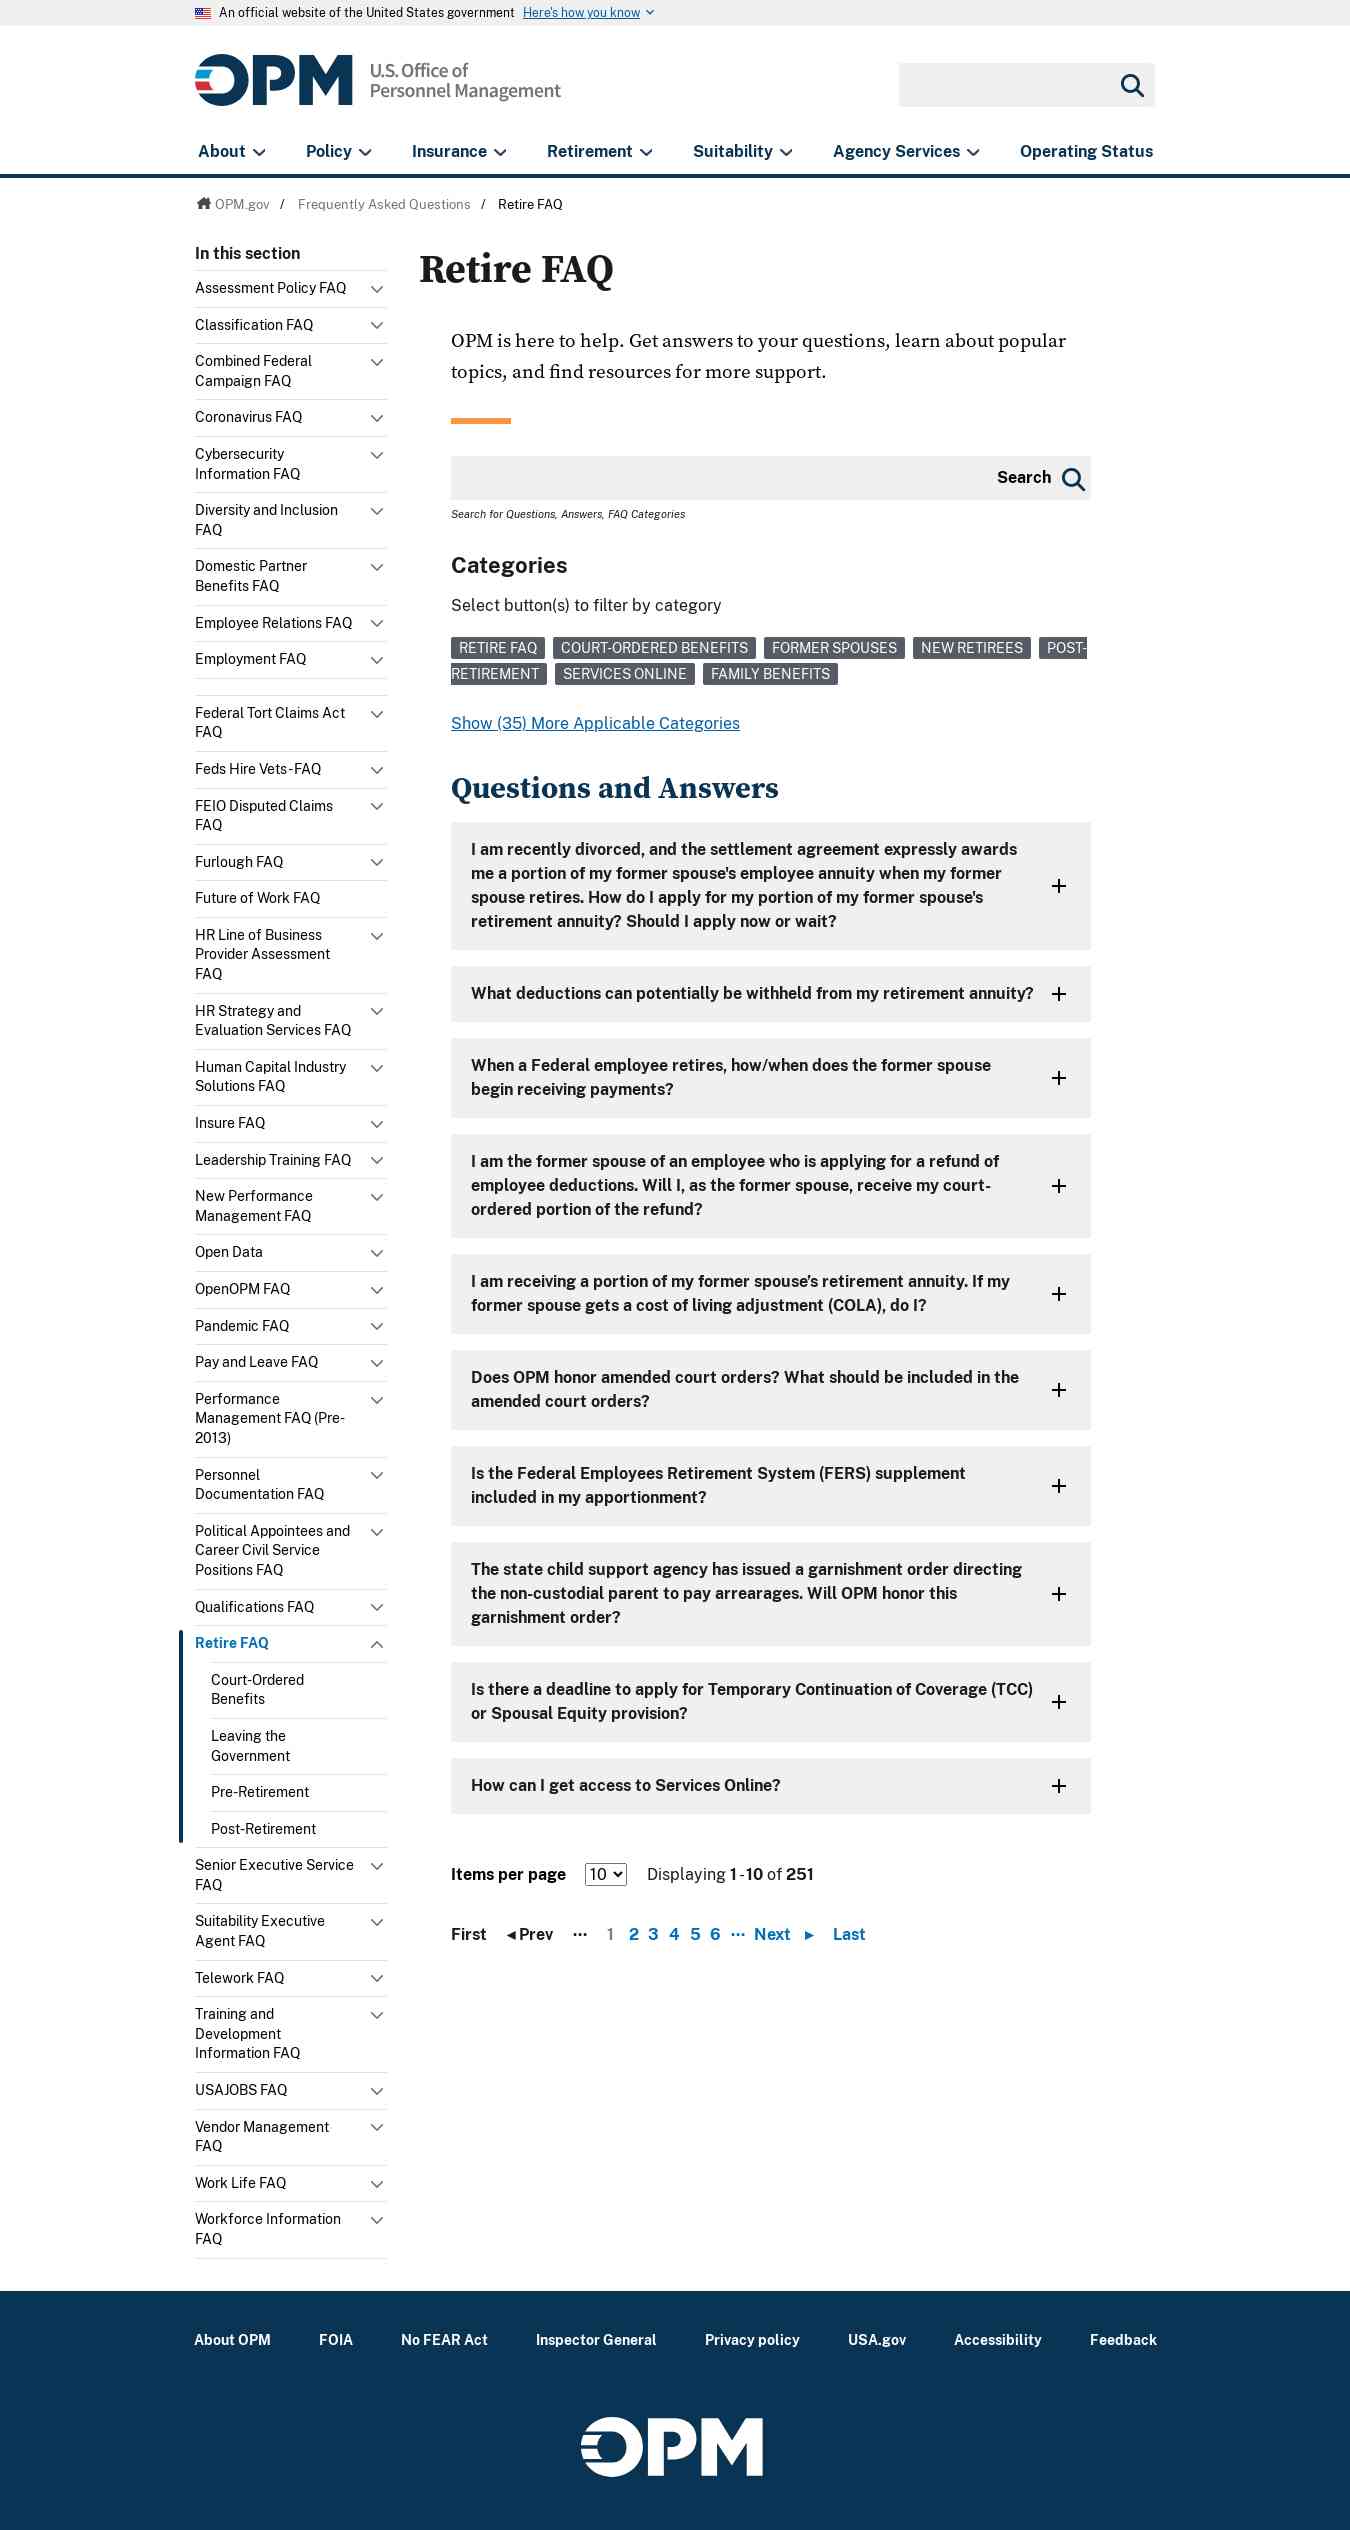 An official website of the United States government Here's how you know
OPM U.S. Office of
Personnel Management
About Policy Insurance Retirement Suitability Agency Services Operating Status
OPM.gov / Frequently Asked Questions / Retire FAQ
In this section
Assessment Policy FAQ
Classification FAQ
Combined Federal
Campaign FAQ
Coronavirus FAQ
Cybersecurity
Information FAQ
Diversity and Inclusion
FAQ
Domestic Partner
Benefits FAQ
Employee Relations FAQ
Employment FAQ
Federal Tort Claims Act
FAQ
Feds Hire Vets - FAQ
FEIO Disputed Claims
FAQ
Furlough FAQ
Future of Work FAQ
HR Line of Business
Provider Assessment
FAQ
HR Strategy and
Evaluation Services FAQ
Human Capital Industry
Solutions FAQ
Insure FAQ
Leadership Training FAQ
New Performance
Management FAQ
Open Data
OpenOPM FAQ
Pandemic FAQ
Pay and Leave FAQ
Performance
Management FAQ (Pre-
2013)
Personnel
Documentation FAQ
Political Appointees and
Career Civil Service
Positions FAQ
Qualifications FAQ
Retire FAQ
Court-Ordered
Benefits
Leaving the
Government
Pre-Retirement
Post-Retirement
Senior Executive Service
FAQ
Suitability Executive
Agent FAQ
Telework FAQ
Training and
Development
Information FAQ
USAJOBS FAQ
Vendor Management
FAQ
Work Life FAQ
Workforce Information
FAQ
Retire FAQ
OPM is here to help. Get answers to your questions, learn about popular
topics, and find resources for more support.
Search
Search for Questions, Answers, FAQ Categories
Categories
Select button(s) to filter by category
RETIRE FAQ COURT-ORDERED BENEFITS FORMER SPOUSES NEW RETIREES POST-
RETIREMENT SERVICES ONLINE FAMILY BENEFITS
Show (35) More Applicable Categories
Questions and Answers
I am recently divorced, and the settlement agreement expressly awards
me a portion of my former spouse's employee annuity when my former
spouse retires. How do I apply for my portion of my former spouse's
retirement annuity? Should I apply now or wait?
What deductions can potentially be withheld from my retirement annuity?
When a Federal employee retires, how/when does the former spouse
begin receiving payments?
I am the former spouse of an employee who is applying for a refund of
employee deductions. Will I, as the former spouse, receive my court-
ordered portion of the refund?
I am receiving a portion of my former spouse’s retirement annuity. If my
former spouse gets a cost of living adjustment (COLA), do I?
Does OPM honor amended court orders? What should be included in the
amended court orders?
Is the Federal Employees Retirement System (FERS) supplement
included in my apportionment?
The state child support agency has issued a garnishment order directing
the non-custodial parent to pay arrearages. Will OPM honor this
garnishment order?
Is there a deadline to apply for Temporary Continuation of Coverage (TCC)
or Spousal Equity provision?
How can I get access to Services Online?
Items per page 10 Displaying 1 - 10 of 251
First ◂ Prev ··· 1 2 3 4 5 6 ··· Next ▸ Last
About OPM FOIA No FEAR Act Inspector General Privacy policy USA.gov Accessibility Feedback
OPM